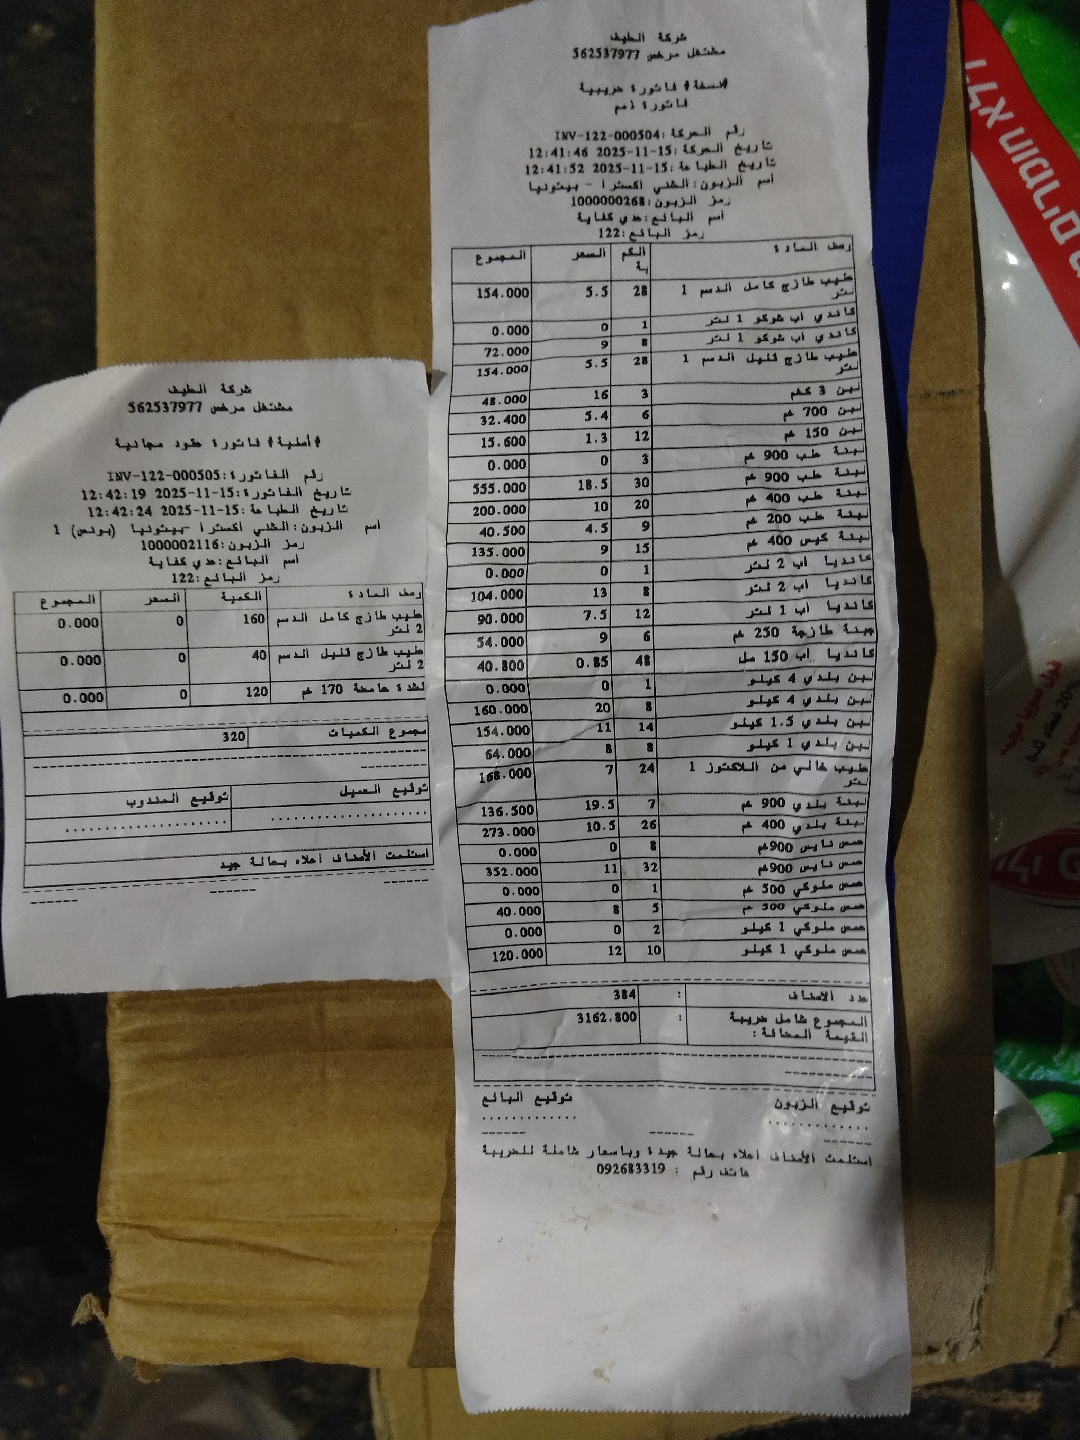 شركة الطيف
مشتغل مرخص 562537977
#نسخة# فاتورة ضريبية
فاتورة ذمم
رقم الحركة:INV-122-000504
تاريخ الحركة:15-11-2025 12:41:46
تاريخ الطباعة:15-11-2025 12:41:52
اسم الزبون: الشني اكسترا - بيتونيا
رمز الزبون:1000000268
اسم البائع:عدي كفاية
رمز البائع:122
وصف المادة الكمية السعر المجموع
حليب طازج كامل الدسم 1 لتر 28 5.5 154.000
كاندي اب شوكو 1 لتر 1 0 0.000
كاندي اب شوكو 1 لتر 8 9 72.000
حليب طازج قليل الدسم 1 لتر 28 5.5 154.000
لبن 3 كغم 3 16 48.000
لبن 700 غم 6 5.4 32.400
لبن 150 غم 12 1.3 15.600
لبنة علب 900 غم 3 0 0.000
لبنة علب 900 غم 30 18.5 555.000
لبنة علب 400 غم 20 10 200.000
لبنة علب 200 غم 9 4.5 40.500
لبنة كيس 400 غم 15 9 135.000
كانديا اب 2 لتر 1 0 0.000
كانديا اب 2 لتر 8 13 104.000
كانديا اب 1 لتر 12 7.5 90.000
جبنة طازجة 250 غم 6 9 54.000
كانديا اب 150 مل 48 0.85 40.800
لبن بلدي 4 كيلو 1 0 0.000
لبن بلدي 4 كيلو 8 20 160.000
لبن بلدي 1.5 كيلو 14 11 154.000
لبن بلدي 1 كيلو 8 8 64.000
حليب خالي من اللاكتوز 1 لتر 24 7 168.000
لبنة بلدي 900 غم 7 19.5 136.500
لبنة بلدي 400 غم 26 10.5 273.000
حمص نايس 900غم 8 0 0.000
حمص نايس 900غم 32 11 352.000
حمص ملوكي 500 غم 1 0 0.000
حمص ملوكي 500 غم 5 8 40.000
حمص ملوكي 1 كيلو 2 0 0.000
حمص ملوكي 1 كيلو 10 12 120.000
عدد الاصناف : 384
المجموع شامل ضريبة القيمة المضافة: : 3162.800
توقيع الزبون توقيع البائع
استلمت الأصناف اعلاه بحالة جيدة وباسعار شاملة للضريبة
هاتف رقم : 092683319
شركة الطيف
مشتغل مرخص 562537977
#أصلية# فاتورة عقود مجانية
رقم الفاتورة:INV-122-000505
تاريخ الفاتورة:15-11-2025 12:42:19
تاريخ الطباعة:15-11-2025 12:42:24
اسم الزبون: الشني اكسترا -بيتونيا (بونص) 1
رمز الزبون:1000002116
اسم البائع:عدي كفاية
رمز البائع:122
وصف المادة الكمية السعر المجموع
حليب طازج كامل الدسم 2 لتر 160 0 0.000
حليب طازج قليل الدسم 2 لتر 40 0 0.000
قشدة حامضة 170 غم 120 0 0.000
مجموع الكميات 320
توقيع العميل توقيع المندوب
استلمت الأصناف أعلاه بحالة جيد